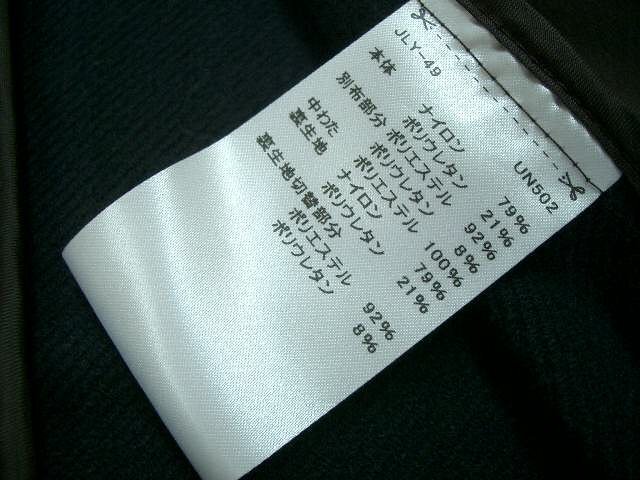 JLY-49 UN502
本体 ナイロン 79%
ポリウレタン 21%
別布部分 ポリエステル 92%
ポリウレタン 8%
中わた ポリエステル 100%
裏生地 ナイロン 79%
ポリウレタン 21%
裏生地切替部分
ポリエステル 92%
ポリウレタン 8%